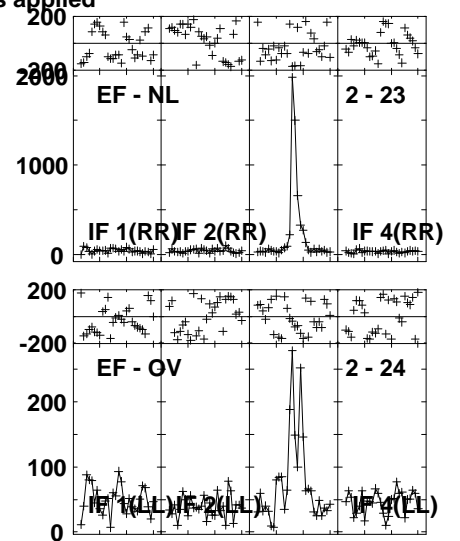 s applied
200
-200
2000
EF - NL 2 - 23
1000
IF 1(RR) IF 2(RR) IF 4(RR)
0
200
-200
EF - OV 2 - 24
200
100
IF 1(LL) IF 2(LL) IF 4(LL)
0